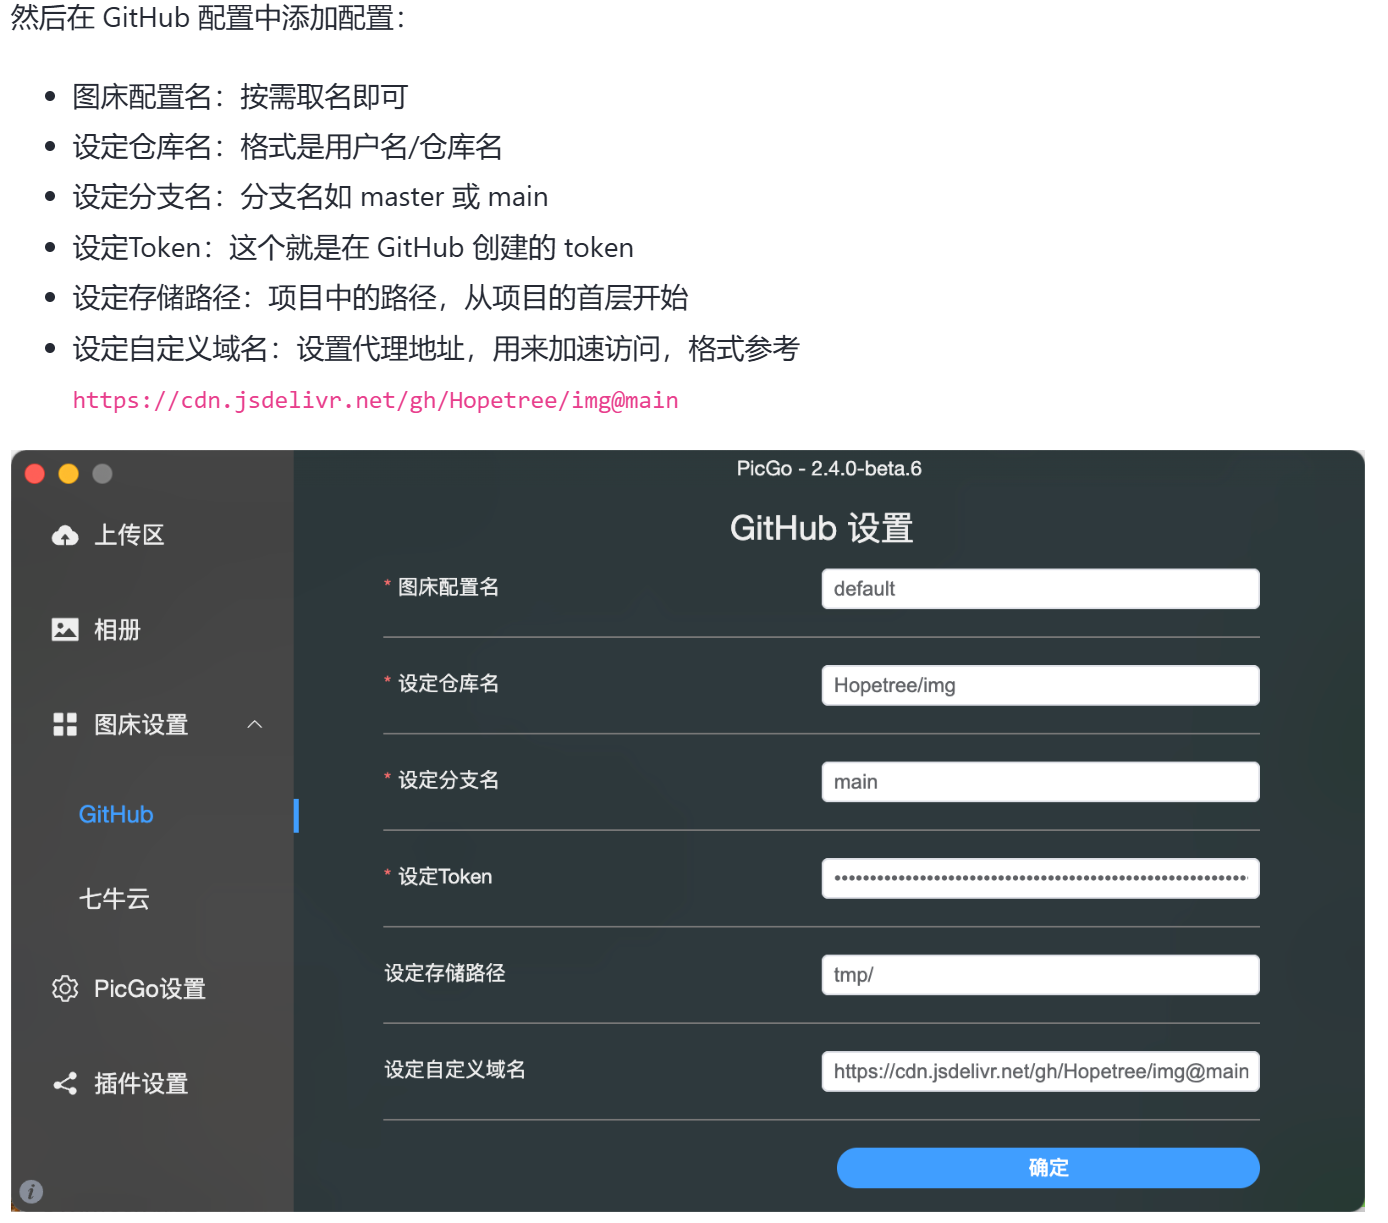 然后在 GitHub 配置中添加配置：
图床配置名：按需取名即可
设定仓库名：格式是用户名/仓库名
设定分支名：分支名如 master 或 main
设定Token：这个就是在 GitHub 创建的 token
设定存储路径：项目中的路径，从项目的首层开始
设定自定义域名：设置代理地址，用来加速访问，格式参考
https://cdn.jsdelivr.net/gh/Hopetree/img@main
PicGo - 2.4.0-beta.6
上传区
相册
图床设置
GitHub
七牛云
PicGo设置
插件设置
GitHub 设置
* 图床配置名
default
* 设定仓库名
Hopetree/img
* 设定分支名
main
* 设定Token
设定存储路径
tmp/
设定自定义域名
https://cdn.jsdelivr.net/gh/Hopetree/img@main
确定